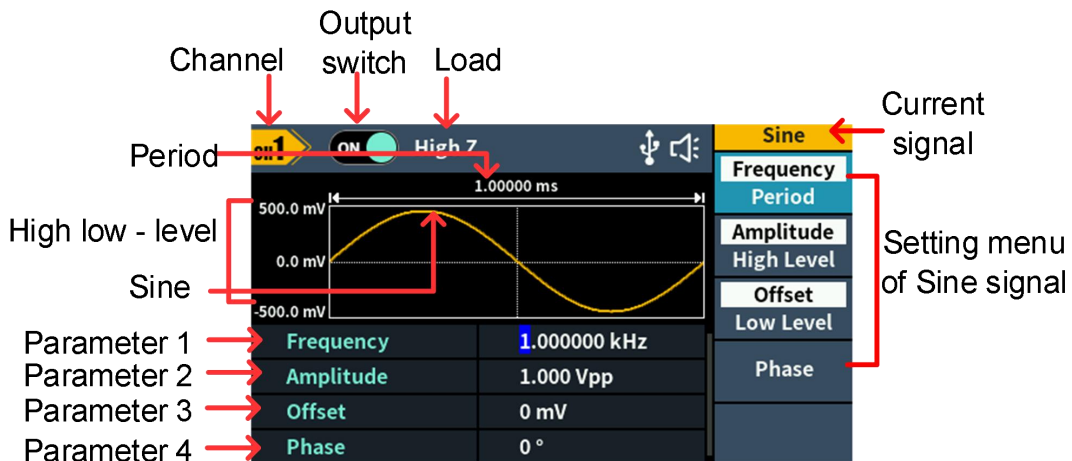 Output
Channel switch Load
Current
signal
CH1 ON High Z Sine
Period
1.00000 ms
Frequency
Period
500.0 mV
High low - level
0.0 mV
Amplitude
High Level
Setting menu
of Sine signal
Sine
-500.0 mV
Offset
Low Level
Parameter 1 Frequency 1.000000 kHz
Parameter 2 Amplitude 1.000 Vpp
Phase
Parameter 3 Offset 0 mV
Parameter 4 Phase 0 °